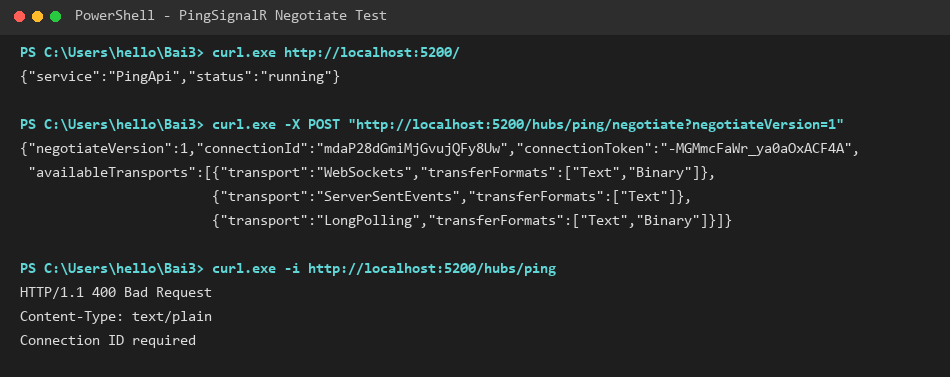 PowerShell - PingSignalR Negotiate Test
PS C:\Users\hello\Bai3> curl.exe http://localhost:5200/
{"service":"PingApi","status":"running"}
PS C:\Users\hello\Bai3> curl.exe -X POST "http://localhost:5200/hubs/ping/negotiate?negotiateVersion=1"
{"negotiateVersion":1,"connectionId":"mdaP28dGmiMjGvujQFy8Uw","connectionToken":"-MGMmcFaWr_ya0aOxACF4A",
"availableTransports":[{"transport":"WebSockets","transferFormats":["Text","Binary"]},
{"transport":"ServerSentEvents","transferFormats":["Text"]},
{"transport":"LongPolling","transferFormats":["Text","Binary"]}]}
PS C:\Users\hello\Bai3> curl.exe -i http://localhost:5200/hubs/ping
HTTP/1.1 400 Bad Request
Content-Type: text/plain
Connection ID required